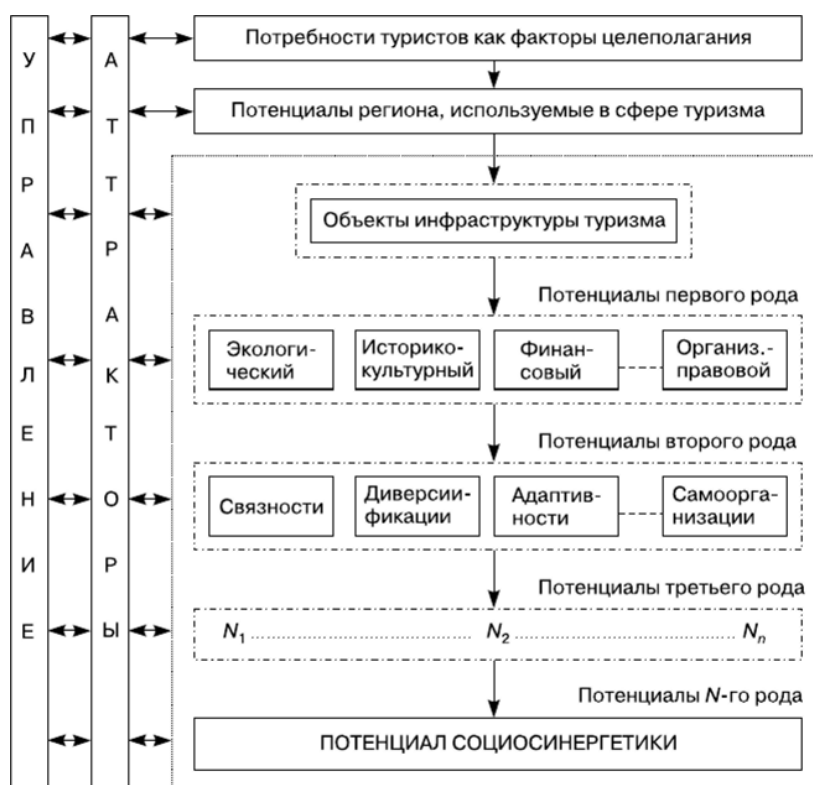 УПРАВЛЕНИЕ
АТТРАКТОРЫ
Потребности туристов как факторы целеполагания
Потенциалы региона, используемые в сфере туризма
Объекты инфраструктуры туризма
Потенциалы первого рода
Экологи-
ческий
Историко-
культурный
Финан-
совый
Организ.-
правовой
Потенциалы второго рода
Связности
Диверсии-
фикации
Адаптив-
ности
Самоорга-
низации
Потенциалы третьего рода
N₁ ........................................ N₂ ........................................ Nₙ
Потенциалы N-го рода
ПОТЕНЦИАЛ СОЦИОСИНЕРГЕТИКИ